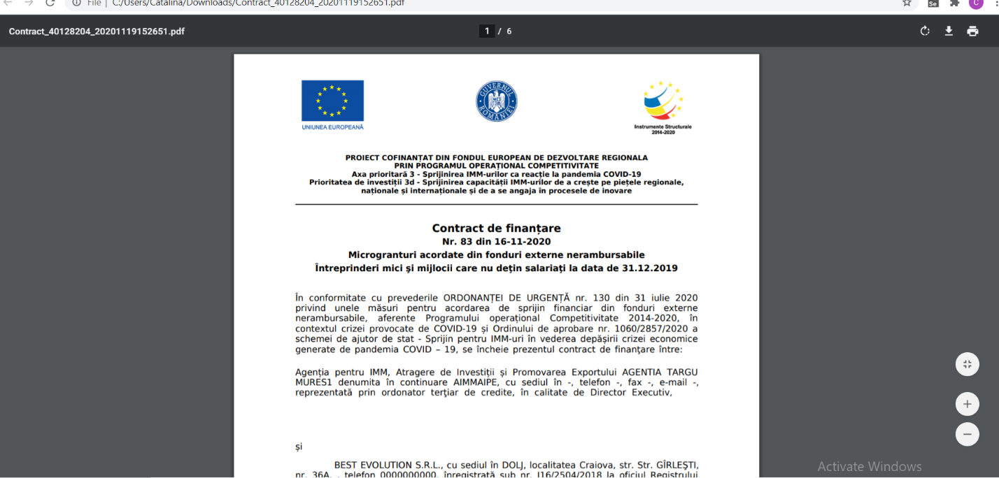 File | C:/Users/Catalina/Downloads/Contract_40128204_20201119152651.pdf
Se
C
Contract_40128204_20201119152651.pdf
1 / 6
UNIUNEA EUROPEANĂ
GUVERNUL ROMÂNIEI
Instrumente Structurale
2014-2020
PROIECT COFINANȚAT DIN FONDUL EUROPEAN DE DEZVOLTARE REGIONALA
PRIN PROGRAMUL OPERAȚIONAL COMPETITIVITATE
Axa prioritară 3 - Sprijinirea IMM-urilor ca reacție la pandemia COVID-19
Prioritatea de investiții 3d - Sprijinirea capacității IMM-urilor de a crește pe piețele regionale,
naționale și internaționale și de a se angaja în procesele de inovare
Contract de finanțare
Nr. 83 din 16-11-2020
Microgranturi acordate din fonduri externe nerambursabile
Întreprinderi mici şi mijlocii care nu deţin salariaţi la data de 31.12.2019
În conformitate cu prevederile ORDONANȚEI DE URGENȚĂ nr. 130 din 31 iulie 2020
privind unele măsuri pentru acordarea de sprijin financiar din fonduri externe
nerambursabile, aferente Programului operațional Competitivitate 2014-2020, în
contextul crizei provocate de COVID-19 și Ordinului de aprobare nr. 1060/2857/2020 a
schemei de ajutor de stat - Sprijin pentru IMM-uri în vederea depășirii crizei economice
generate de pandemia COVID – 19, se încheie prezentul contract de finanţare între:
Agenția pentru IMM, Atragere de Investiții și Promovarea Exportului AGENTIA TARGU
MURES1 denumita în continuare AIMMAIPE, cu sediul în -, telefon -, fax -, e-mail -,
reprezentată prin ordonator terţiar de credite, în calitate de Director Executiv,
și
BEST EVOLUTION S.R.L., cu sediul în DOLJ, localitatea Craiova, str. Str. GÎRLEŞTI,
nr. 36A, , telefon 0000000000, înregistrată sub nr. J16/2504/2018 la oficiul Registrului
Activate Windows